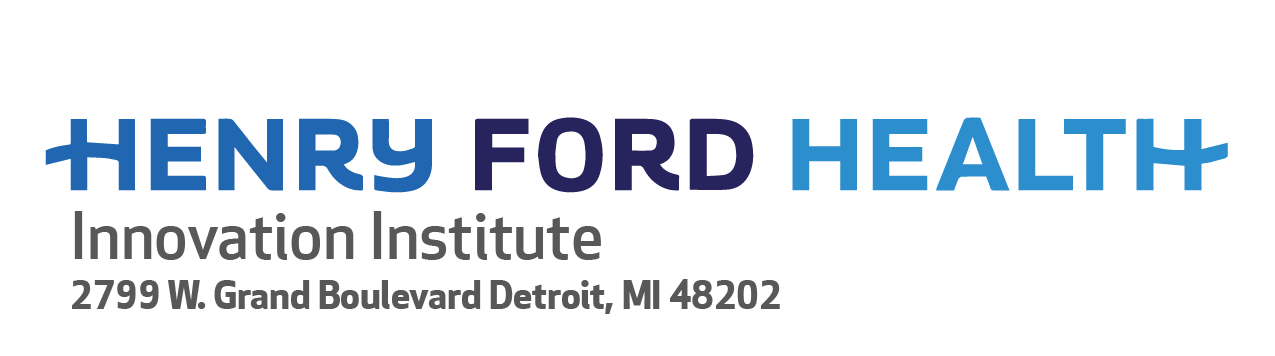 HENRY FORD HEALTH
Innovation Institute
2799 W. Grand Boulevard Detroit, MI 48202